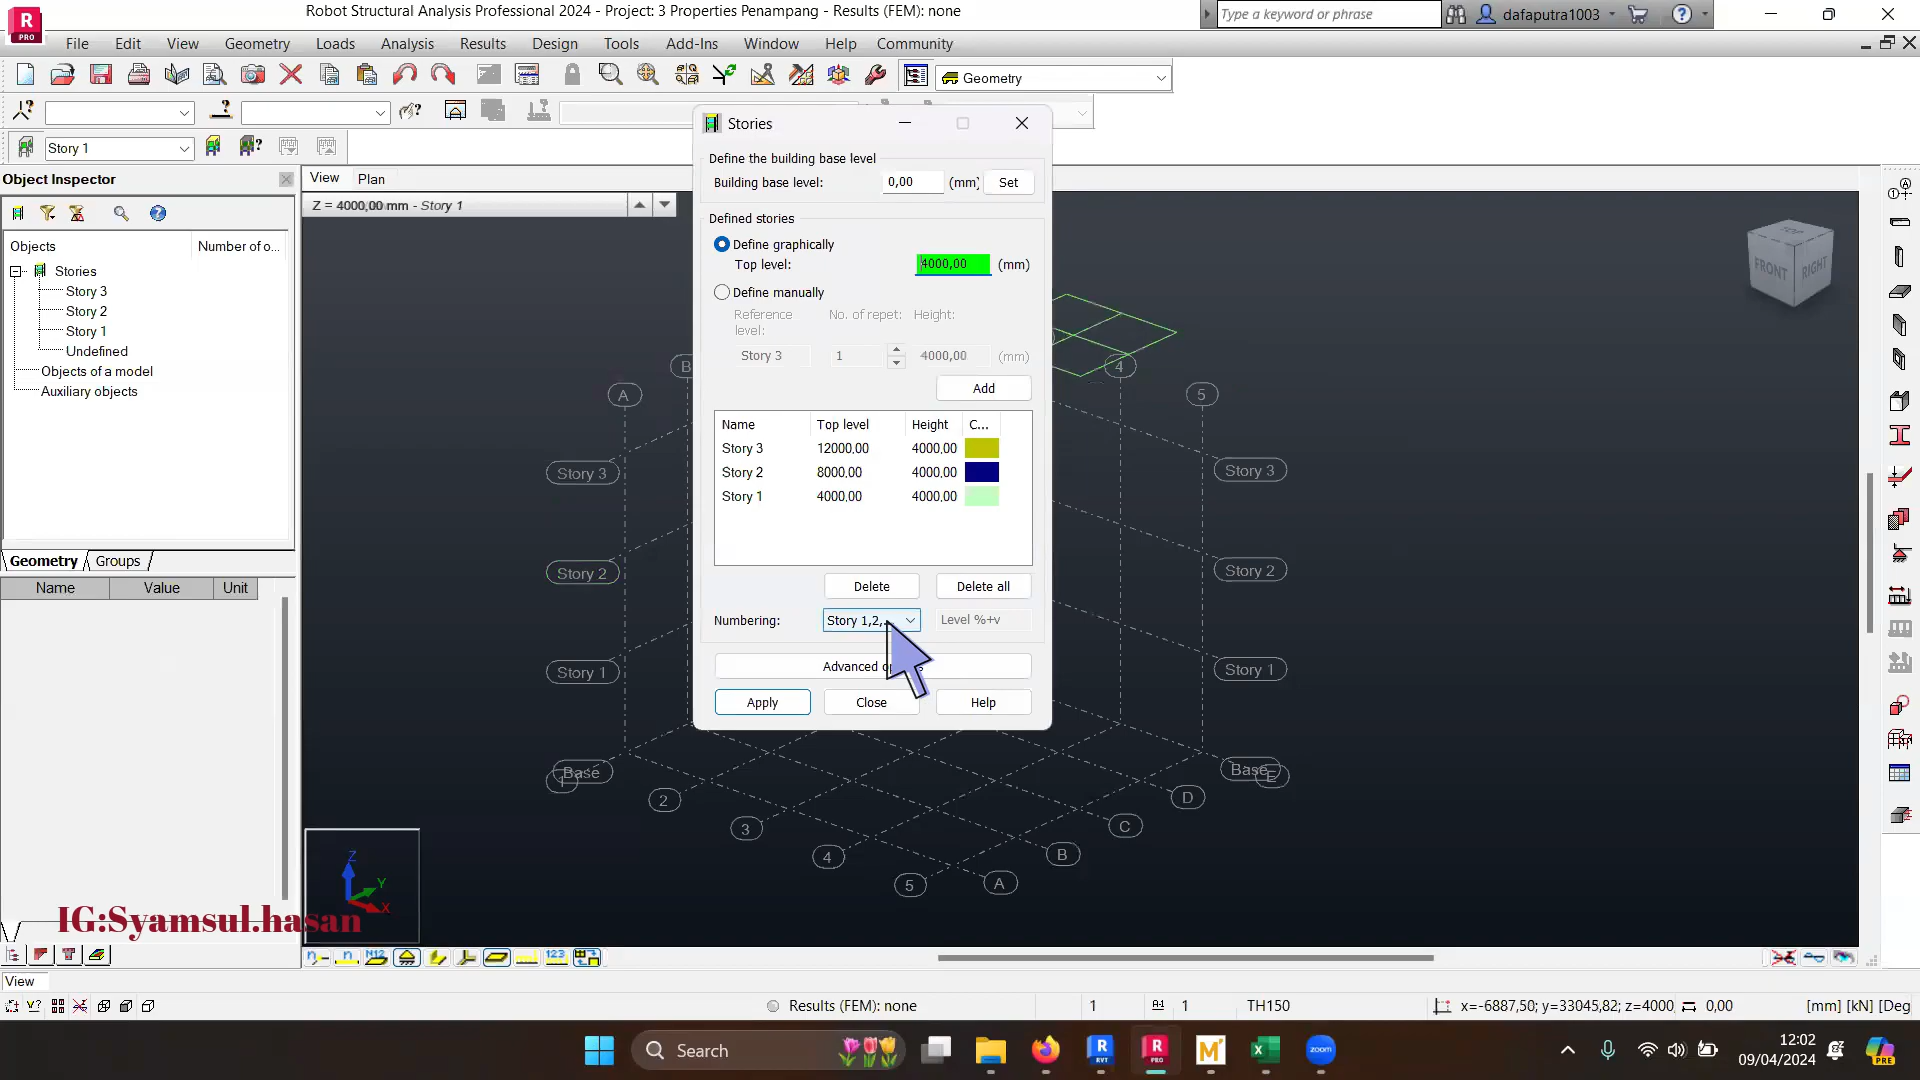 Robot Structural Analysis Professional 2024 - Project: 3 Properties Penampang - Results (FEM): none
Type a keyword or phrase
dafaputra1003
R
PRO
File Edit View Geometry Loads Analysis Results Design Tools Add-Ins Window Help Community
Geometry
Story 1
Object Inspector
Objects Number of o...
Stories
Story 3
Story 2
Story 1
Undefined
Objects of a model
Auxiliary objects
Geometry Groups
Name Value Unit
View Plan
Z = 4000,00 mm - Story 1
Stories
Define the building base level
Building base level: 0,00 (mm) Set
Defined stories
Define graphically
Top level: 4000,00 (mm)
Define manually
Reference level: No. of repet: Height:
Story 3 1 4000,00 (mm)
Add
Name Top level Height C...
Story 3 12000,00 4000,00
Story 2 8000,00 4000,00
Story 1 4000,00 4000,00
Delete Delete all
Numbering: Story 1,2,... Level %+v
Advanced
Apply Close Help
TOP
FRONT RIGHT
A B 4 5
Story 3 Story 3
Story 2 Story 2
Story 1 Story 1
Base Base E
1 2 3 4 5 A B C D
Z
Y
X
IG:Syamsul.hasan
View
Results (FEM): none 1 1 TH150 x=-6887,50; y=33045,82; z=4000 0,00 [mm] [kN] [Deg
Search
12:02
09/04/2024
R
RVT
R
PRO
M
zoom
PRE